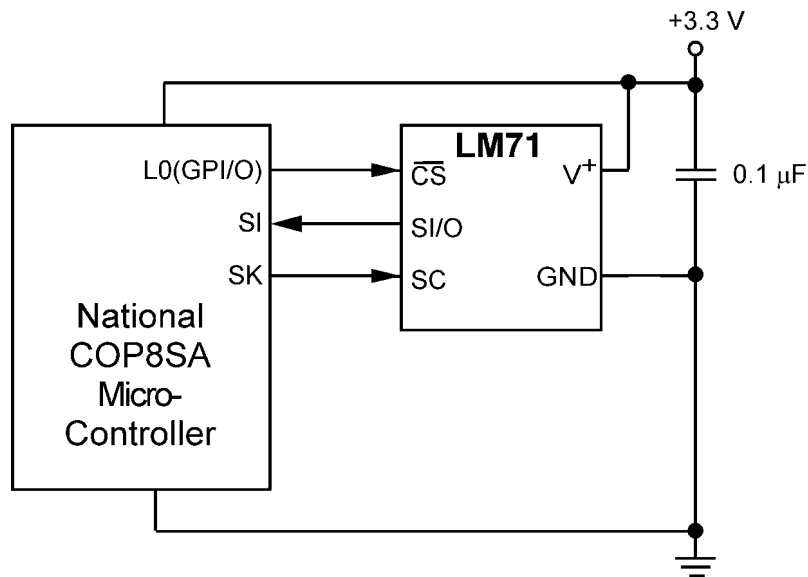 +3.3 V
L0(GPI/O)
SI
SK
National
COP8SA
Micro-
Controller
LM71
CS
SI/O
SC
V+
GND
0.1 μF